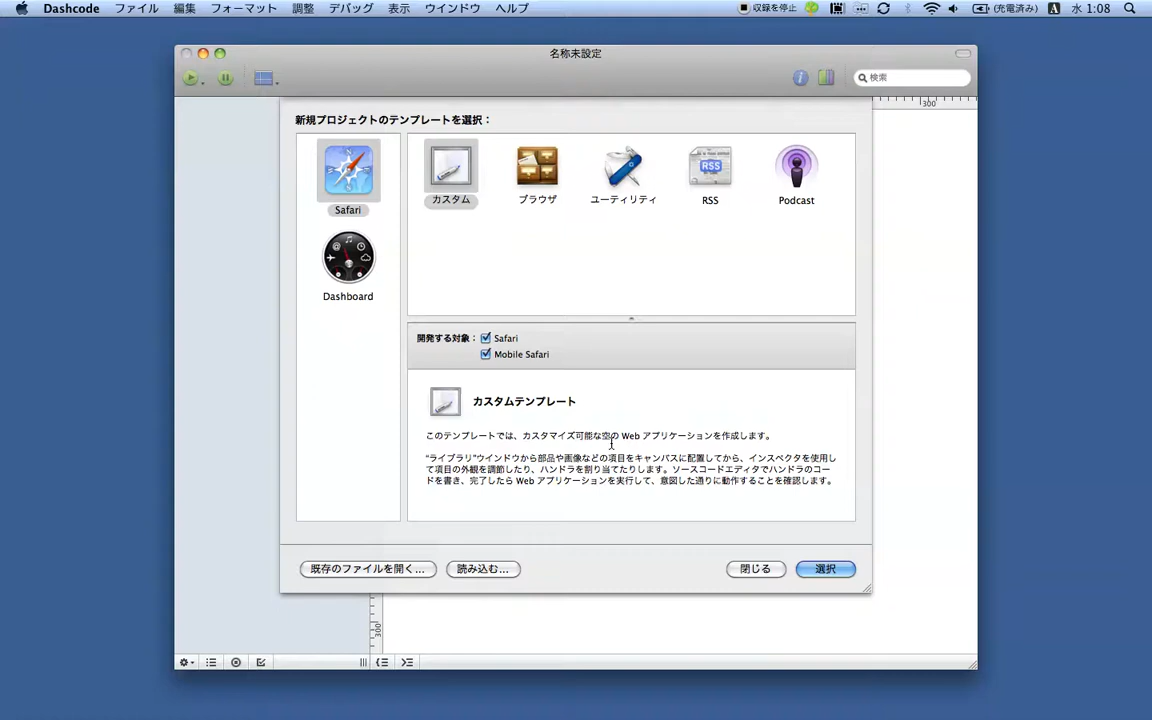 Dashcode ファイル 編集 フォーマット 調整 デバッグ 表示 ウインドウ ヘルプ 収録を停止 (充電済み) A 水 1:08
名称未設定
検索
300
新規プロジェクトのテンプレートを選択：
Safari
Dashboard
カスタム
ブラウザ
ユーティリティ
RSS
RSS
Podcast
開発する対象： Safari
Mobile Safari
カスタムテンプレート
このテンプレートでは、カスタマイズ可能な空の Web アプリケーションを作成します。
"ライブラリ"ウインドウから部品や画像などの項目をキャンバスに配置してから、インスペクタを使用し
て項目の外観を調節したり、ハンドラを割り当てたりします。ソースコードエディタでハンドラのコー
ドを書き、完了したら Web アプリケーションを実行して、意図した通りに動作することを確認します。
既存のファイルを開く... 読み込む... 閉じる 選択
300